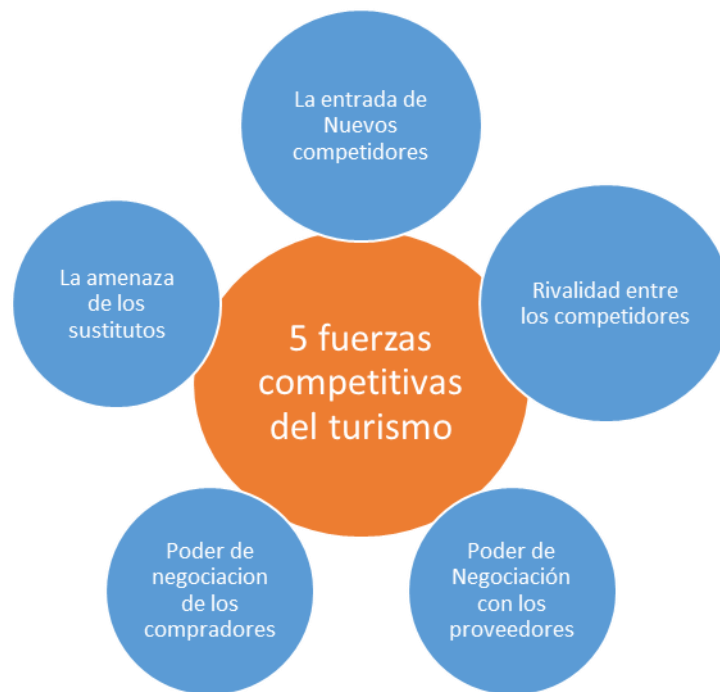 La entrada de
Nuevos
competidores
Rivalidad entre
los competidores
La amenaza
de los
sustitutos
5 fuerzas
competitivas
del turismo
Poder de
negociacion
de los
compradores
Poder de
Negociación
con los
proveedores